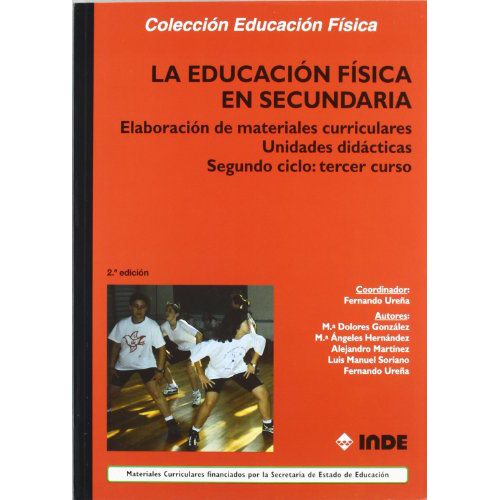 Colección Educación Física
LA EDUCACIÓN FÍSICA
EN SECUNDARIA
Elaboración de materiales curriculares
Unidades didácticas
Segundo ciclo: tercer curso
2.ª edición
Coordinador:
Fernando Ureña
Autores:
M.ª Dolores González
M.ª Ángeles Hernández
Alejandro Martínez
Luis Manuel Soriano
Fernando Ureña
INDE
Materiales Curriculares financiados por la Secretaria de Estado de Educación